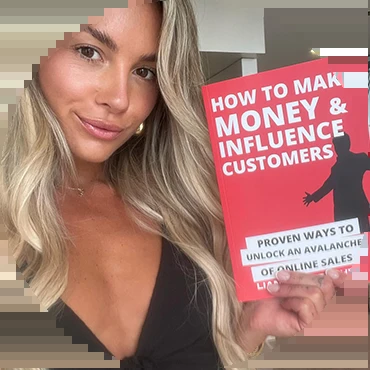 HOW TO MAK
MONEY &
INFLUENCE
CUSTOMERS
PROVEN WAYS TO
UNLOCK AN AVALANCHE
OF ONLINE SALES